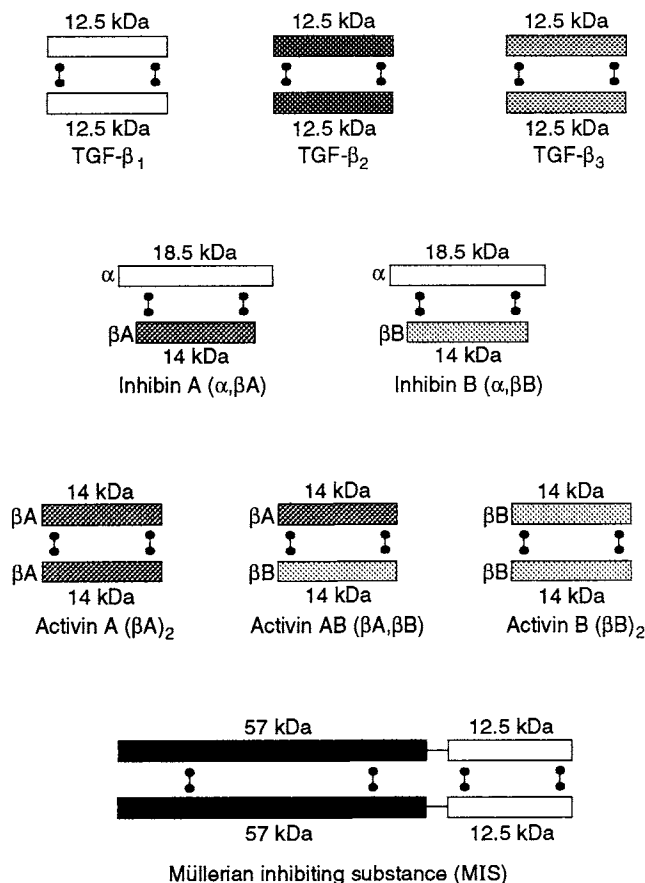 12.5 kDa 12.5 kDa 12.5 kDa
12.5 kDa 12.5 kDa 12.5 kDa
TGF-β₁ TGF-β₂ TGF-β₃
18.5 kDa 18.5 kDa
α α
βA βB
14 kDa 14 kDa
Inhibin A (α,βA) Inhibin B (α,βB)
14 kDa 14 kDa 14 kDa
βA βA βB
βA βB βB
14 kDa 14 kDa 14 kDa
Activin A (βA)₂ Activin AB (βA,βB) Activin B (βB)₂
57 kDa 12.5 kDa
57 kDa 12.5 kDa
Müllerian inhibiting substance (MIS)